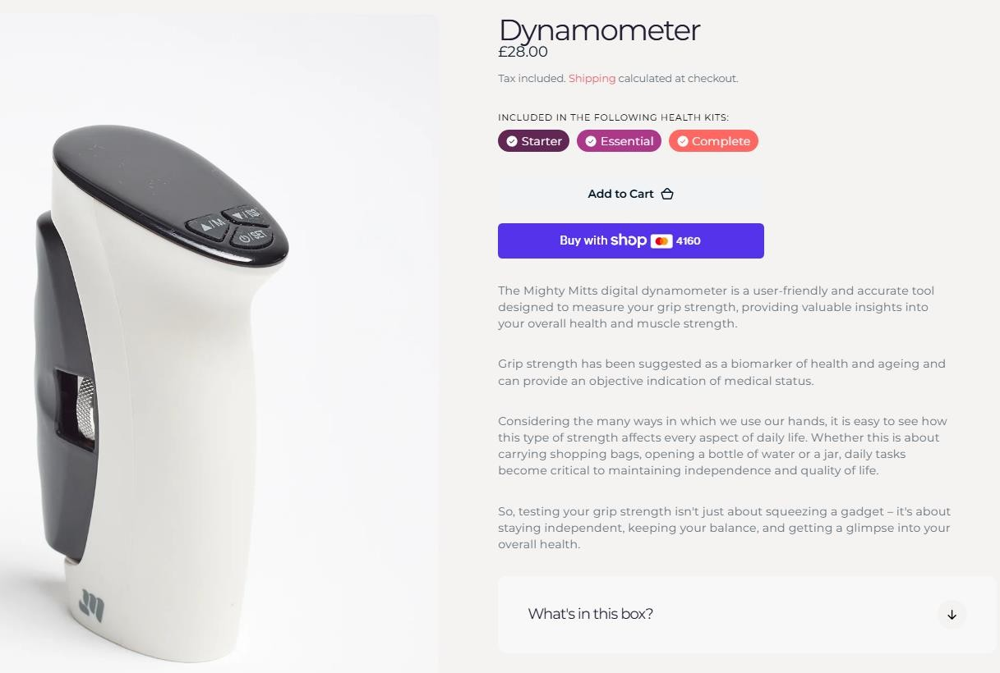 Dynamometer
£28.00
Tax included. Shipping calculated at checkout.
INCLUDED IN THE FOLLOWING HEALTH KITS:
Starter Essential Complete
Add to Cart
Buy with shop 4160
▲/M ▼/
/SET
The Mighty Mitts digital dynamometer is a user-friendly and accurate tool
designed to measure your grip strength, providing valuable insights into
your overall health and muscle strength.
Grip strength has been suggested as a biomarker of health and ageing and
can provide an objective indication of medical status.
Considering the many ways in which we use our hands, it is easy to see how
this type of strength affects every aspect of daily life. Whether this is about
carrying shopping bags, opening a bottle of water or a jar, daily tasks
become critical to maintaining independence and quality of life.
So, testing your grip strength isn't just about squeezing a gadget – it's about
staying independent, keeping your balance, and getting a glimpse into your
overall health.
What's in this box?